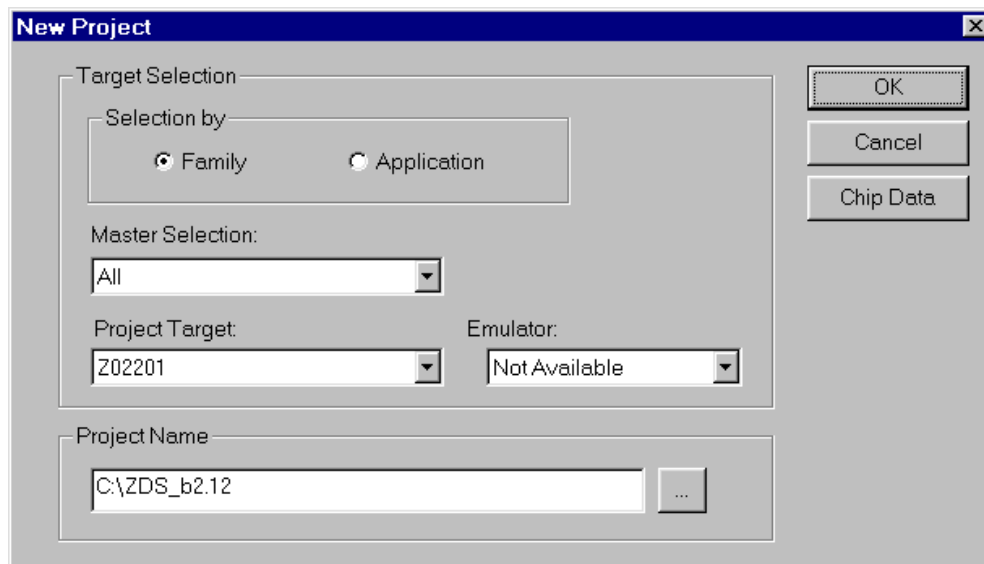 New Project
Target Selection
OK
Selection by
Family Application
Cancel
Chip Data
Master Selection:
All
Project Target: Emulator:
Z02201 Not Available
Project Name
C:\ZDS_b2.12 ...